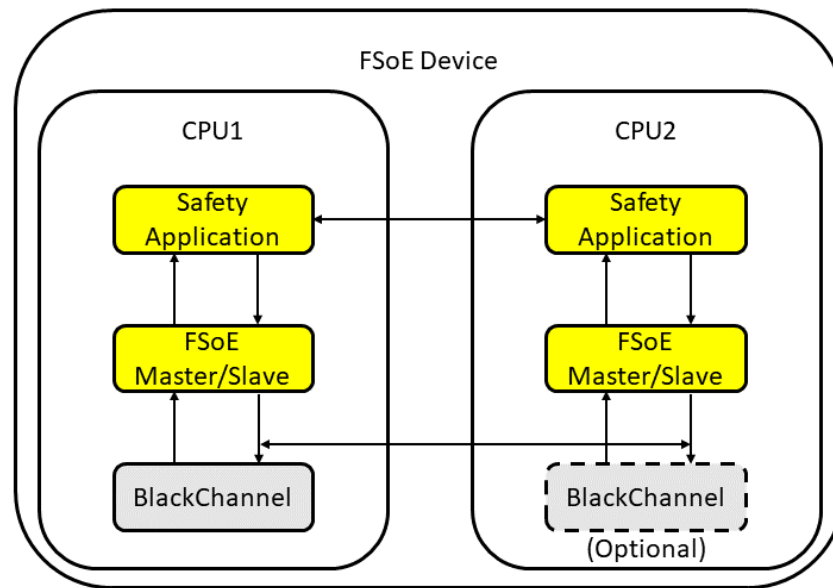 FSoE Device
CPU1
Safety
Application
FSoE
Master/Slave
BlackChannel
CPU2
Safety
Application
FSoE
Master/Slave
BlackChannel
(Optional)